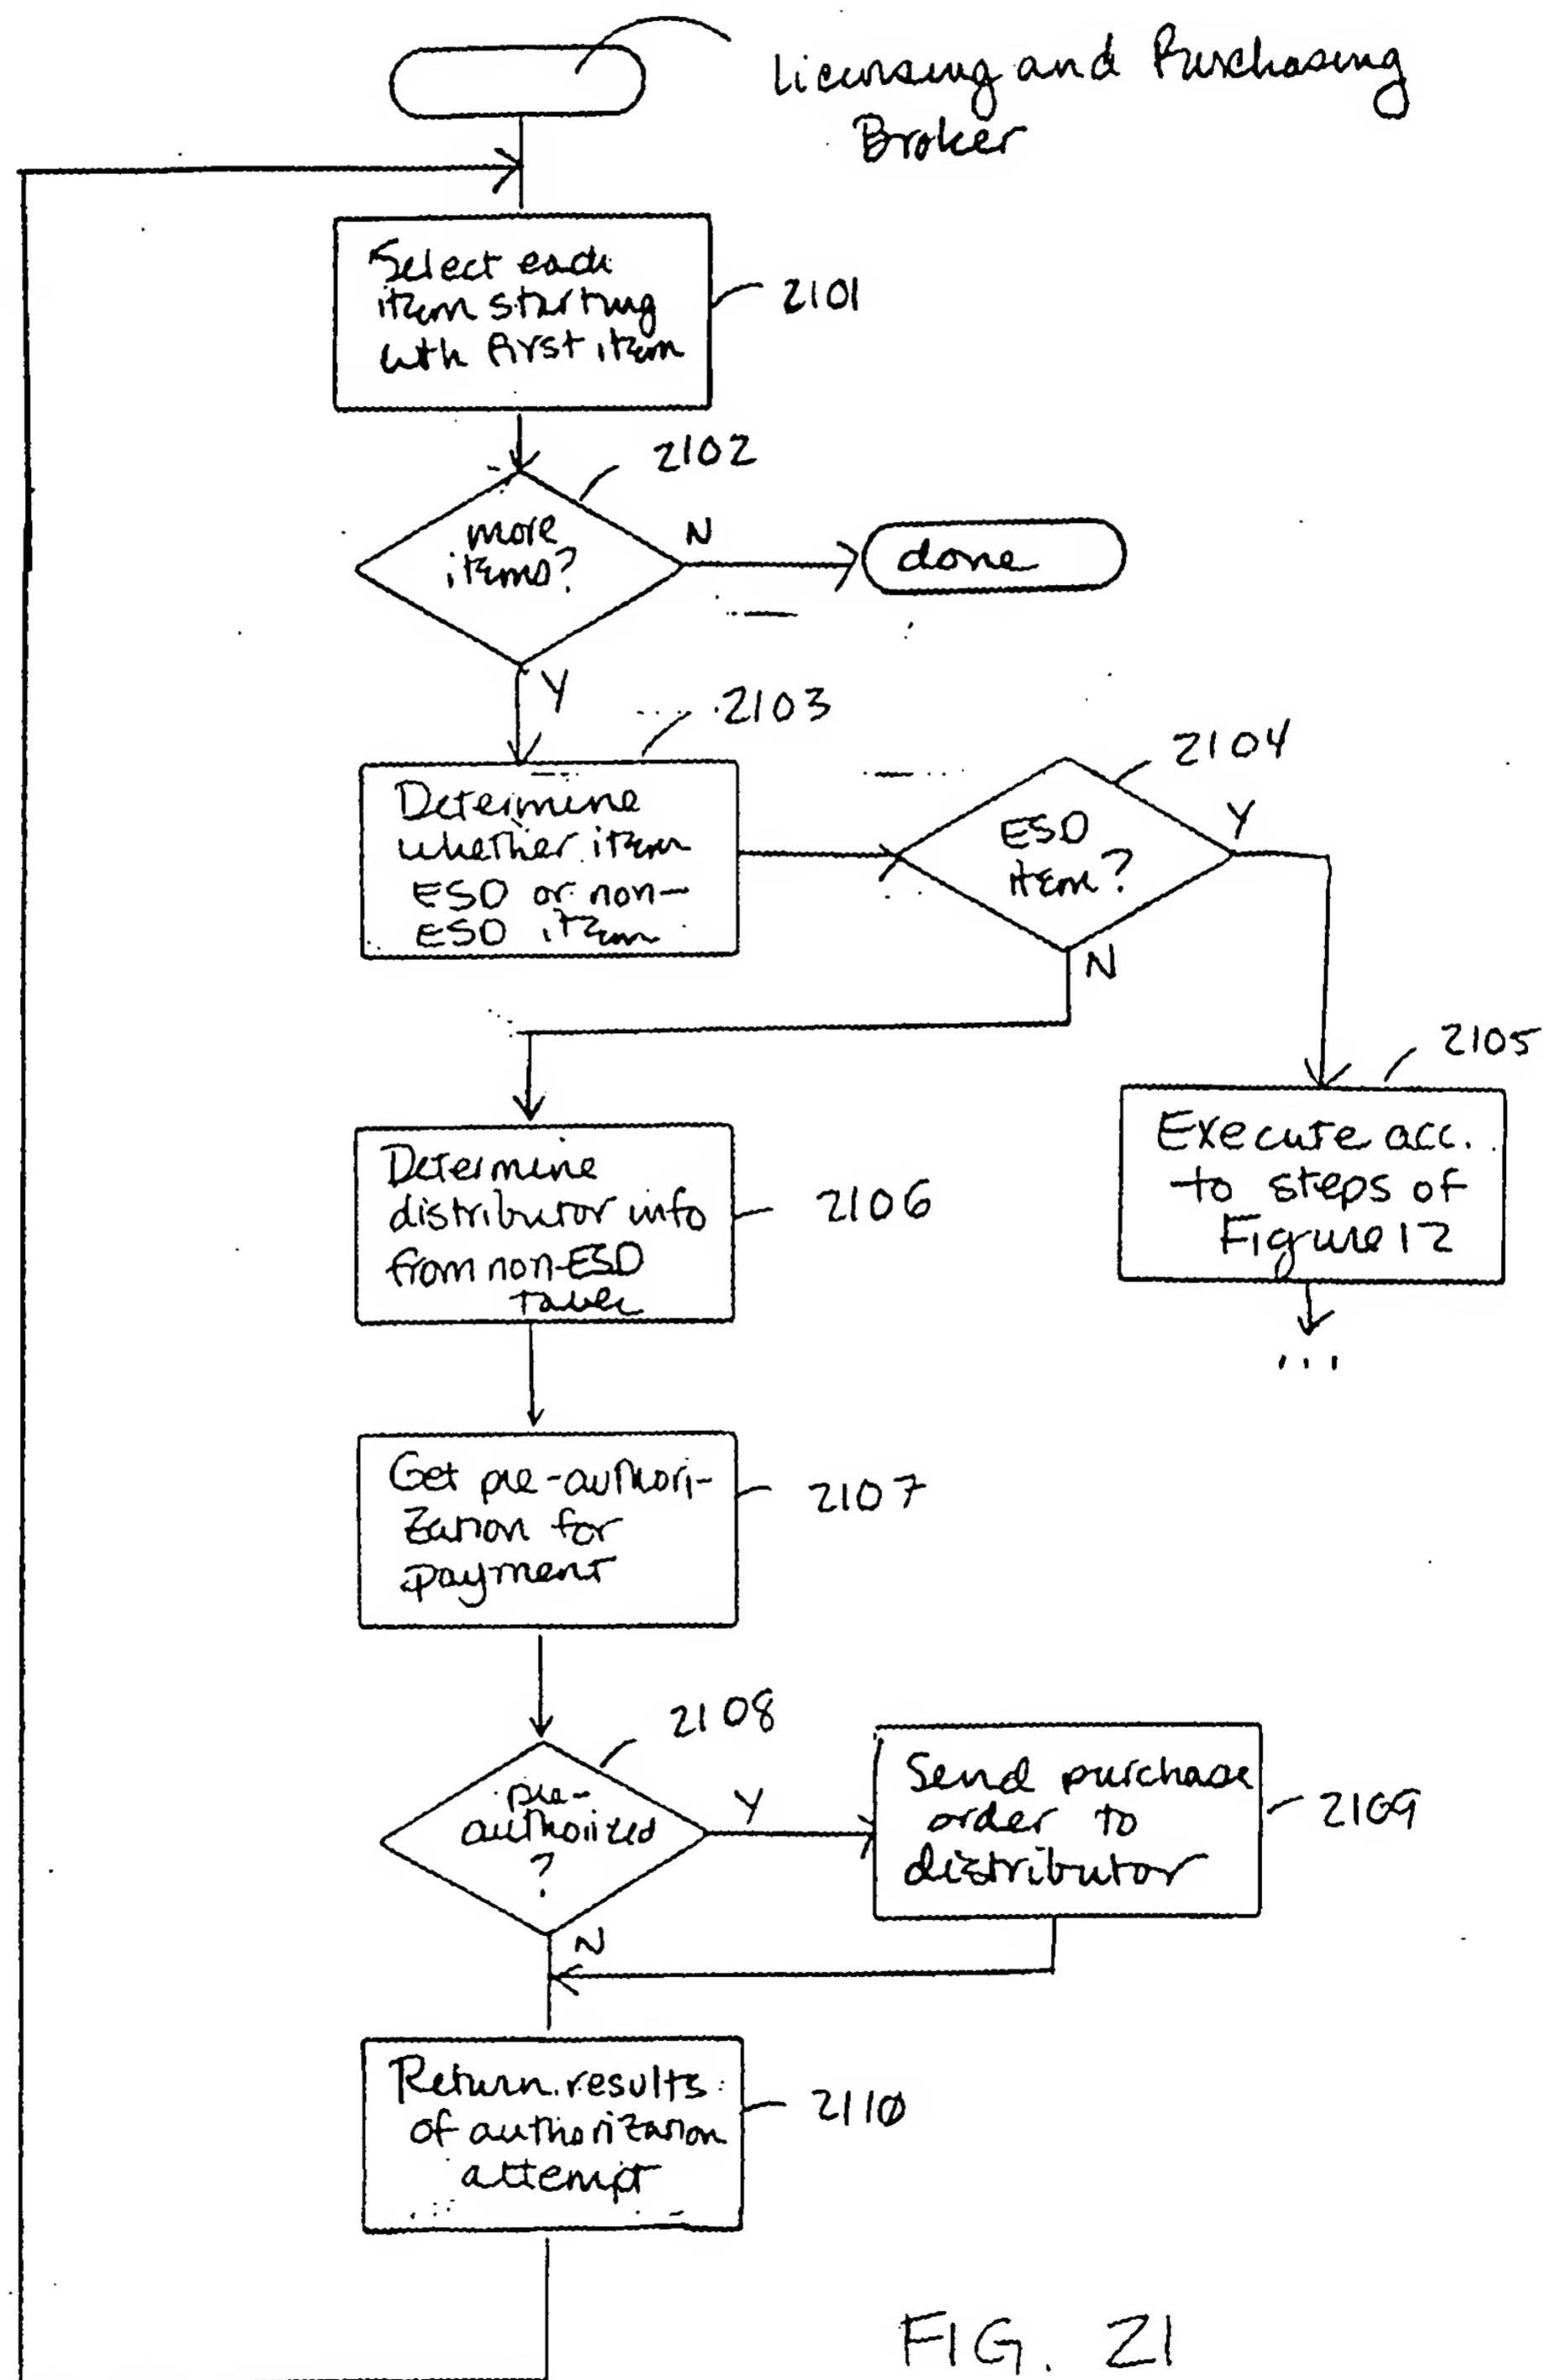 Licensing and Purchasing
Broker
Select each
item starting
with first item
2101
2102
more
items?
N
done
Y
2103
2104
Determine
whether item
ESD or non-
ESD item
ESD
item?
Y
N
2105
Execute acc.
to steps of
Figure 12
...
Determine
distributor info
from non-ESD
table
2106
Get pre-authori-
zation for
payment
2107
2108
pre-
authorized
?
Y
N
Send purchase
order to
distributor
2109
Return results
of authorization
attempt
2110
FIG. 21